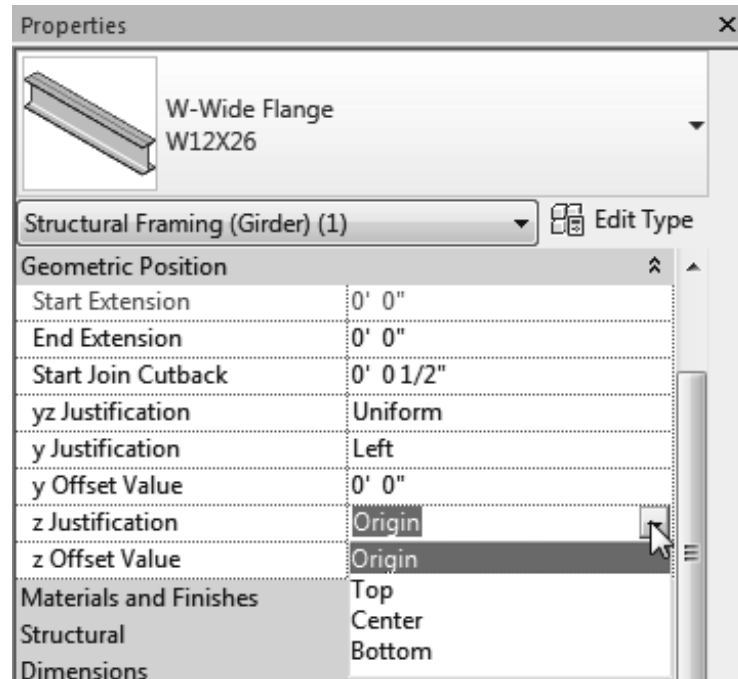 Properties
W-Wide Flange
W12X26
Structural Framing (Girder) (1) Edit Type
Geometric Position
Start Extension 0' 0"
End Extension 0' 0"
Start Join Cutback 0' 0 1/2"
yz Justification Uniform
y Justification Left
y Offset Value 0' 0"
z Justification Origin
z Offset Value Origin
Top
Materials and Finishes
Center
Structural
Bottom
Dimensions